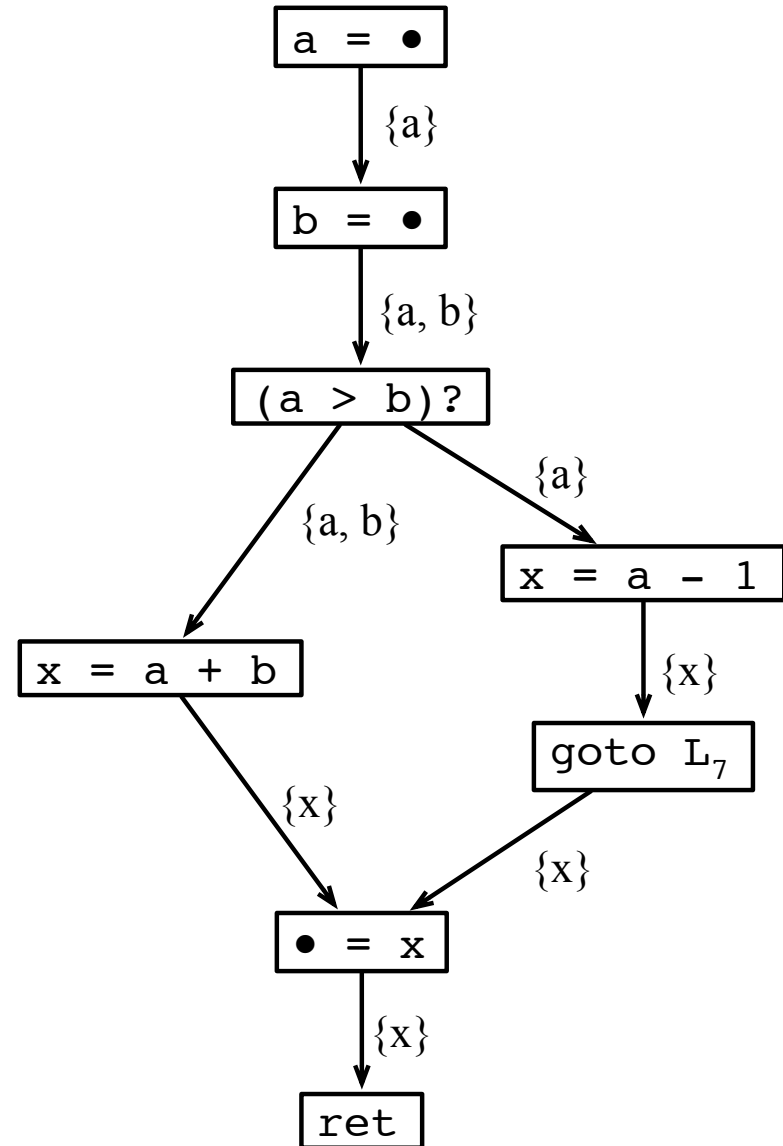 a = ●
{a}
b = ●
{a, b}
(a > b)?
{a}
{a, b}
x = a - 1
x = a + b
{x}
goto L₇
{x}
{x}
● = x
{x}
ret